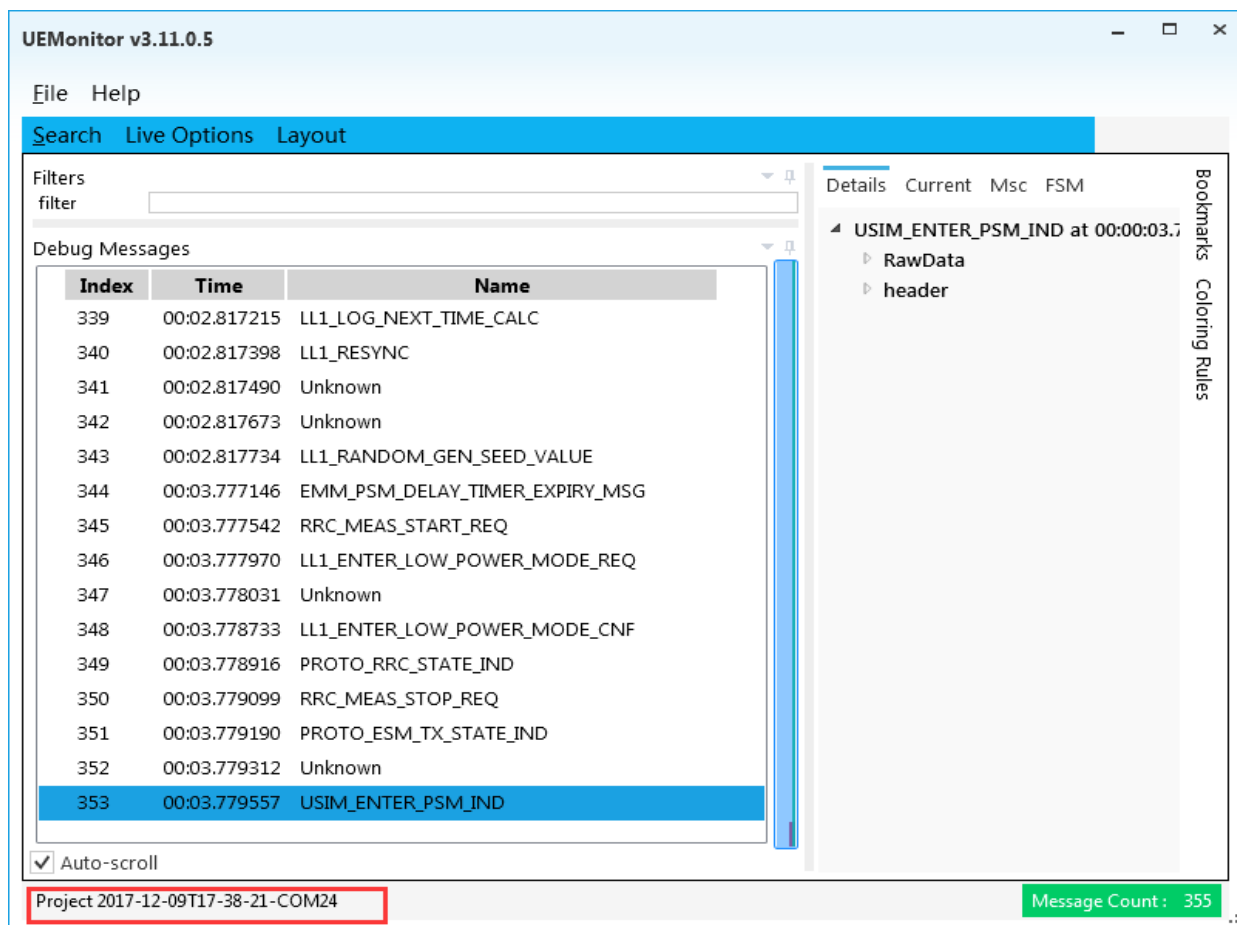 UEMonitor v3.11.0.5
File Help
Search Live Options Layout
Filters
filter
Debug Messages
Index Time Name
339 00:02.817215 LL1_LOG_NEXT_TIME_CALC
340 00:02.817398 LL1_RESYNC
341 00:02.817490 Unknown
342 00:02.817673 Unknown
343 00:02.817734 LL1_RANDOM_GEN_SEED_VALUE
344 00:03.777146 EMM_PSM_DELAY_TIMER_EXPIRY_MSG
345 00:03.777542 RRC_MEAS_START_REQ
346 00:03.777970 LL1_ENTER_LOW_POWER_MODE_REQ
347 00:03.778031 Unknown
348 00:03.778733 LL1_ENTER_LOW_POWER_MODE_CNF
349 00:03.778916 PROTO_RRC_STATE_IND
350 00:03.779099 RRC_MEAS_STOP_REQ
351 00:03.779190 PROTO_ESM_TX_STATE_IND
352 00:03.779312 Unknown
353 00:03.779557 USIM_ENTER_PSM_IND
Auto-scroll
Details Current Msc FSM
USIM_ENTER_PSM_IND at 00:00:03.7
RawData
header
Bookmarks Coloring Rules
Project 2017-12-09T17-38-21-COM24
Message Count : 355